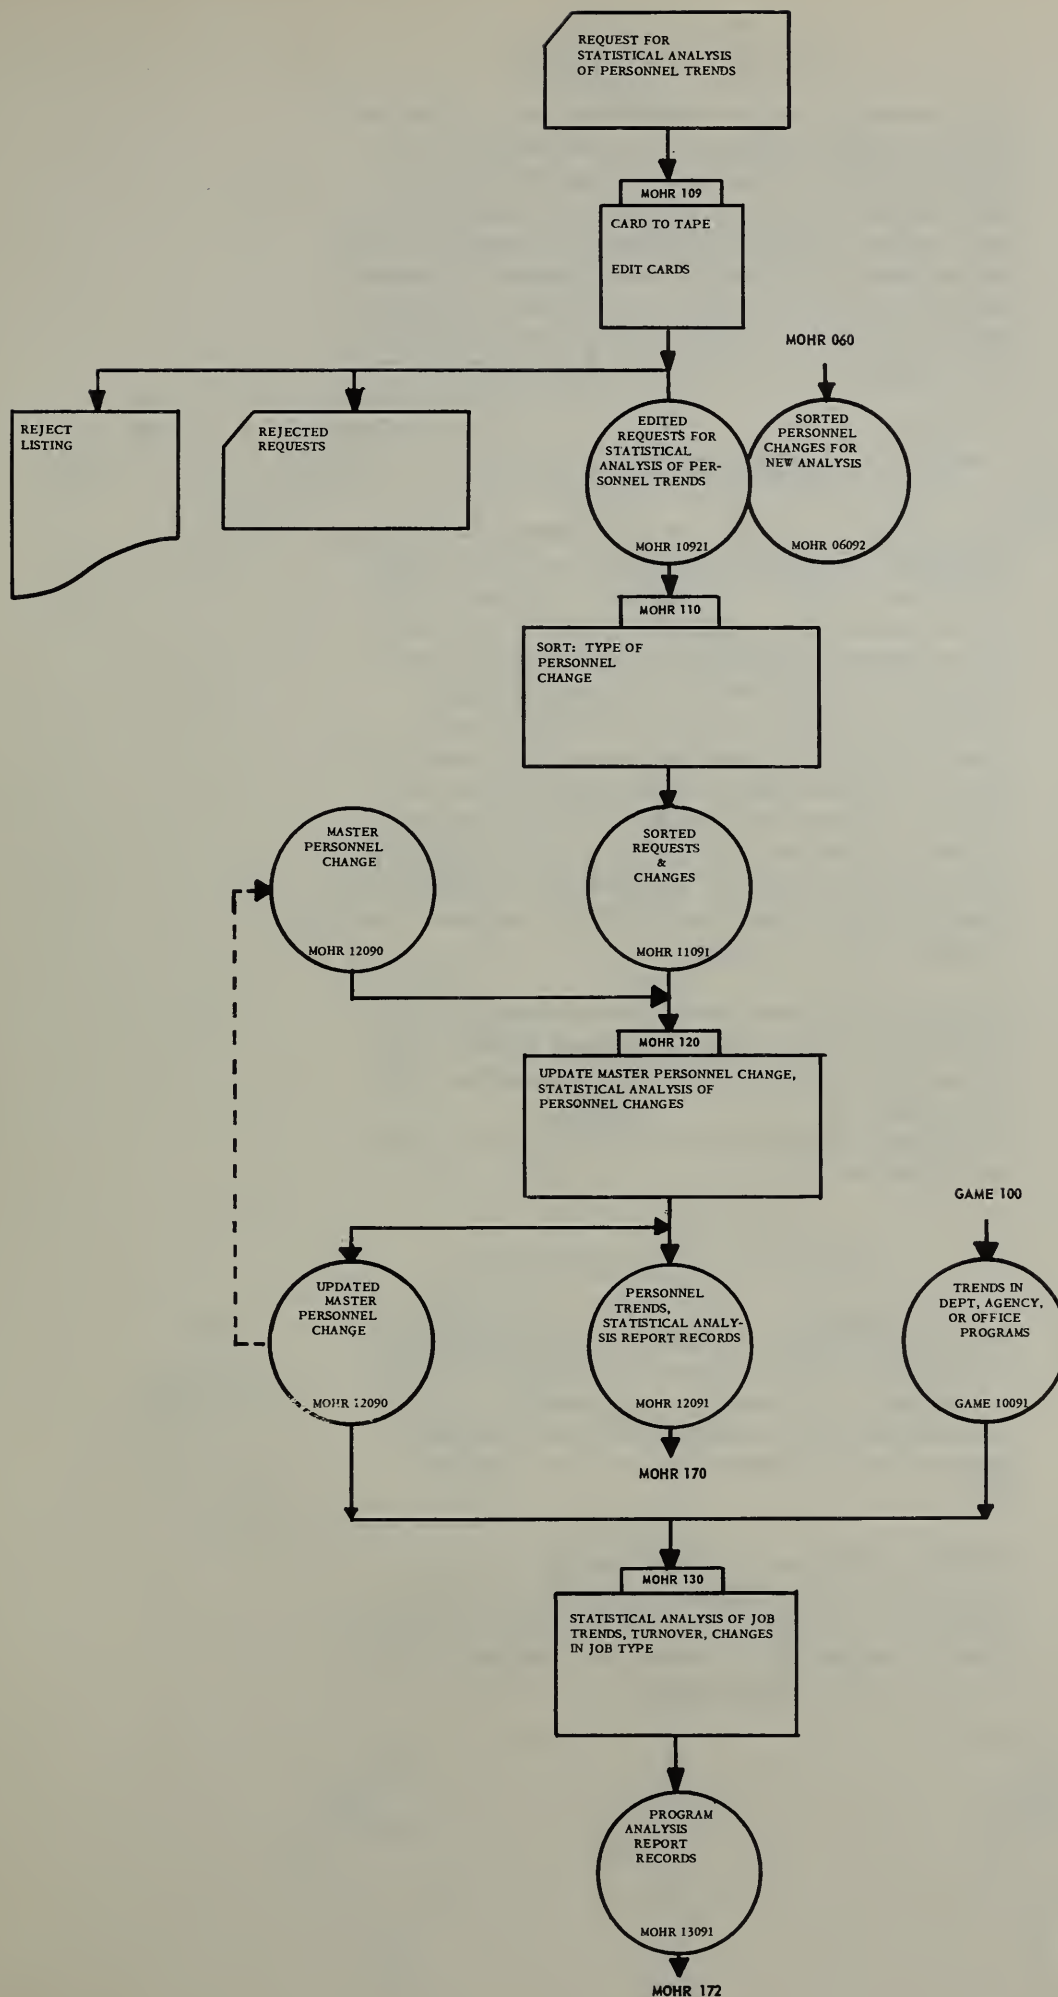 REQUEST FOR
STATISTICAL ANALYSIS
OF PERSONNEL TRENDS
MOHR 109
CARD TO TAPE
EDIT CARDS
MOHR 060
REJECT
LISTING
REJECTED
REQUESTS
EDITED
REQUESTS FOR
STATISTICAL
ANALYSIS OF PER-
SONNEL TRENDS
MOHR 10921
SORTED
PERSONNEL
CHANGES FOR
NEW ANALYSIS
MOHR 06092
MOHR 110
SORT: TYPE OF
PERSONNEL
CHANGE
MASTER
PERSONNEL
CHANGE
MOHR 12090
SORTED
REQUESTS
&
CHANGES
MOHR 11091
MOHR 120
UPDATE MASTER PERSONNEL CHANGE,
STATISTICAL ANALYSIS OF
PERSONNEL CHANGES
GAME 100
UPDATED
MASTER
PERSONNEL
CHANGE
MOHR 12090
PERSONNEL
TRENDS,
STATISTICAL ANALY-
SIS REPORT RECORDS
MOHR 12091
TRENDS IN
DEPT, AGENCY,
OR OFFICE
PROGRAMS
GAME 10091
MOHR 170
MOHR 130
STATISTICAL ANALYSIS OF JOB
TRENDS, TURNOVER, CHANGES
IN JOB TYPE
PROGRAM
ANALYSIS
REPORT
RECORDS
MOHR 13091
MOHR 172